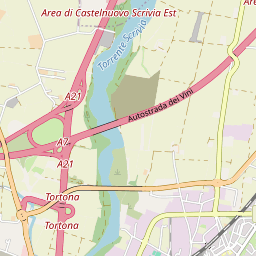 Area di Castelnuovo Scrivia Est
Torrente Scrivia
A21
Autostrada dei Vini
A7
A21
Tortona
Tortona